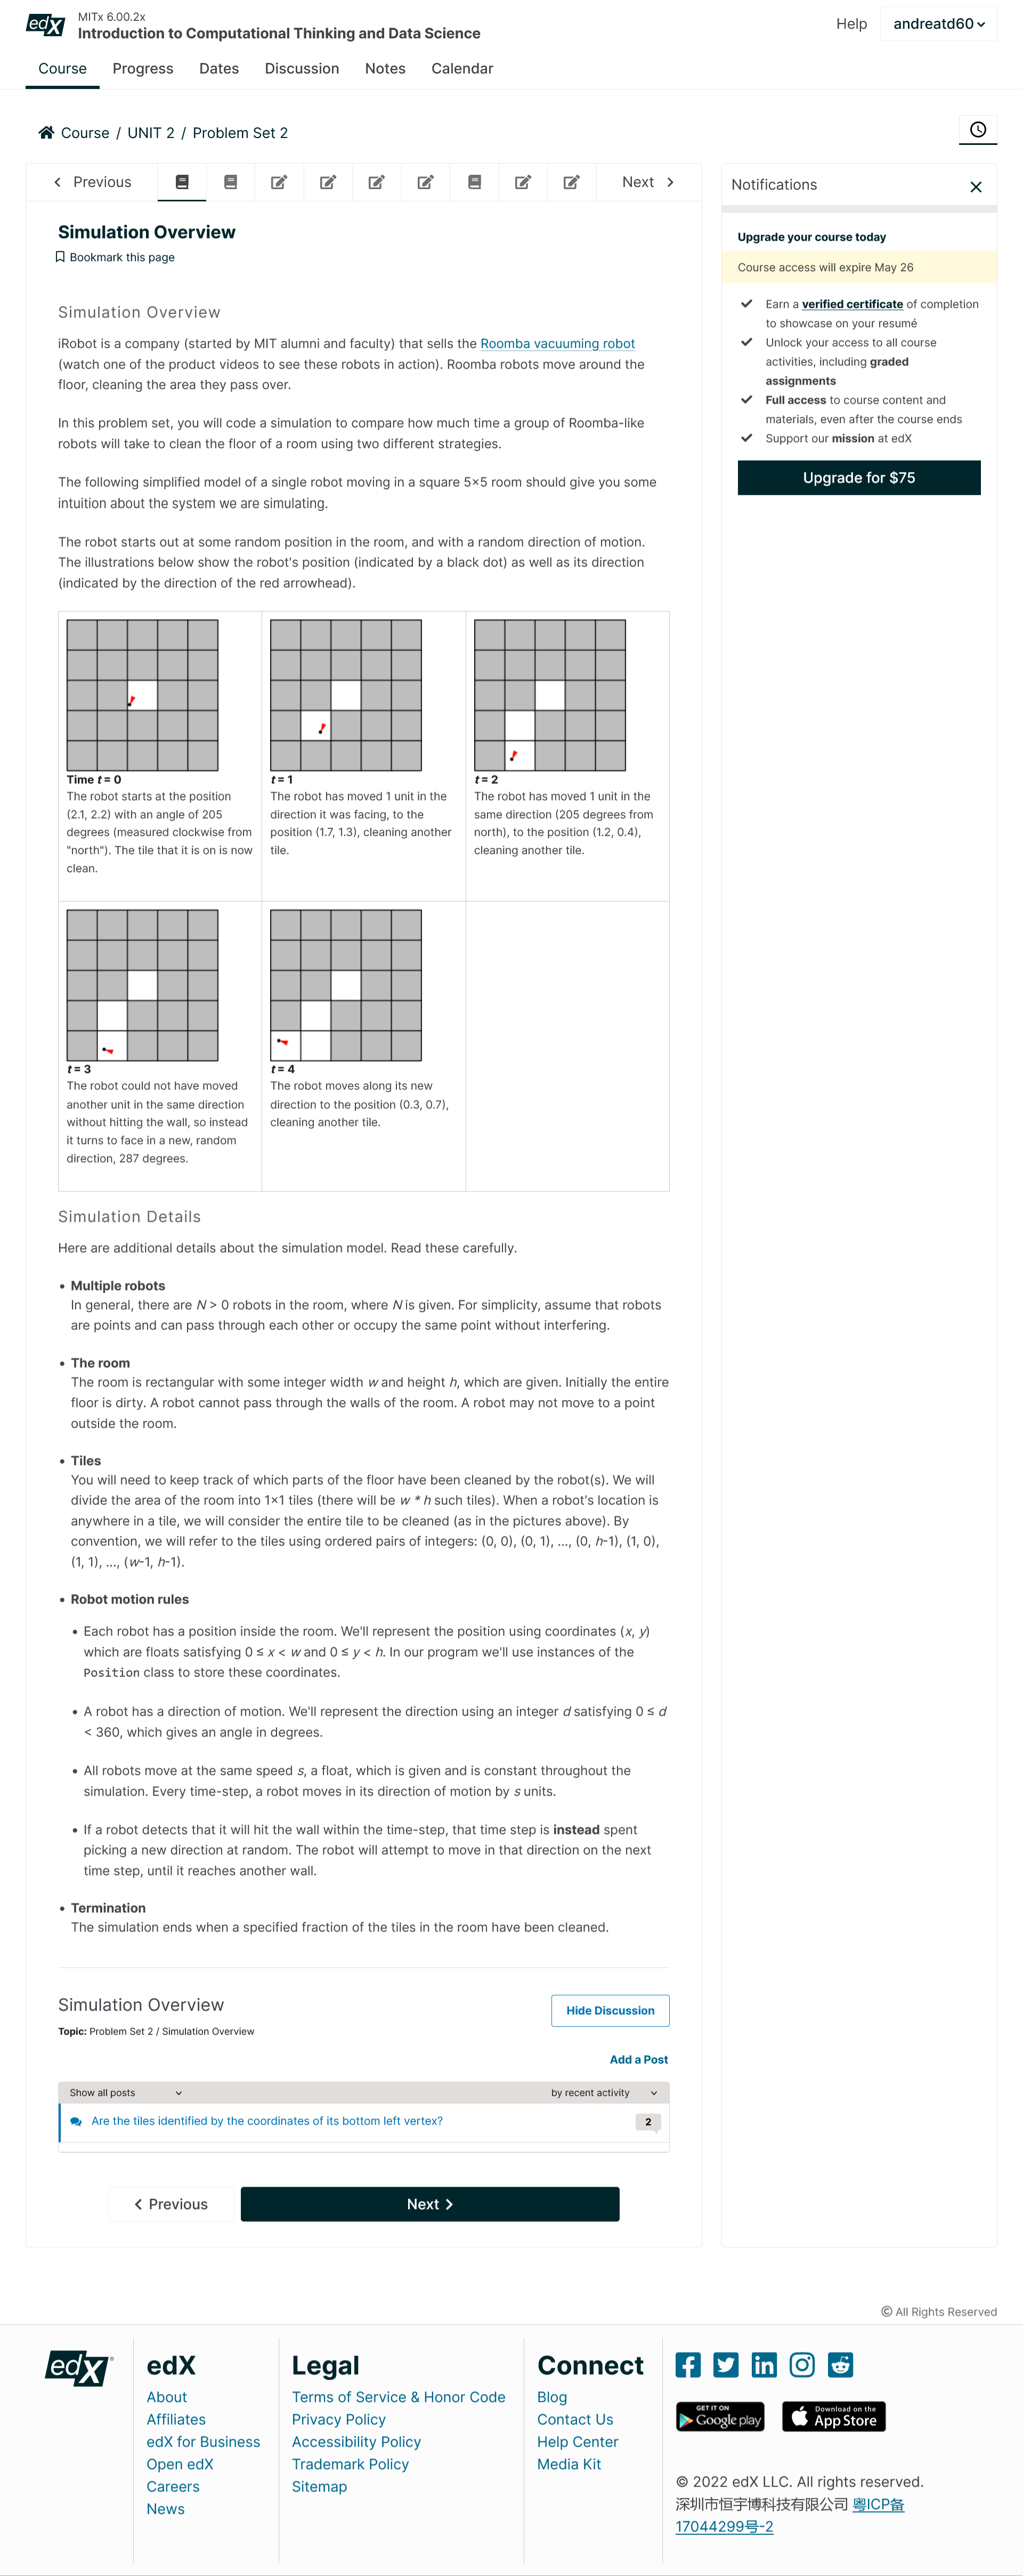 edX
MITx 6.00.2x
Introduction to Computational Thinking and Data Science
Help
andreatd60
Course
Progress
Dates
Discussion
Notes
Calendar
Course / UNIT 2 / Problem Set 2
Previous
Next
Notifications
Simulation Overview
Bookmark this page
Upgrade your course today
Course access will expire May 26
Earn a verified certificate of completion
to showcase on your resumé
Unlock your access to all course
activities, including graded
assignments
Full access to course content and
materials, even after the course ends
Support our mission at edX
Upgrade for $75
Simulation Overview
iRobot is a company (started by MIT alumni and faculty) that sells the Roomba vacuuming robot
(watch one of the product videos to see these robots in action). Roomba robots move around the
floor, cleaning the area they pass over.
In this problem set, you will code a simulation to compare how much time a group of Roomba-like
robots will take to clean the floor of a room using two different strategies.
The following simplified model of a single robot moving in a square 5×5 room should give you some
intuition about the system we are simulating.
The robot starts out at some random position in the room, and with a random direction of motion.
The illustrations below show the robot's position (indicated by a black dot) as well as its direction
(indicated by the direction of the red arrowhead).
Time t = 0
The robot starts at the position
(2.1, 2.2) with an angle of 205
degrees (measured clockwise from
"north"). The tile that it is on is now
clean.
t = 1
The robot has moved 1 unit in the
direction it was facing, to the
position (1.7, 1.3), cleaning another
tile.
t = 2
The robot has moved 1 unit in the
same direction (205 degrees from
north), to the position (1.2, 0.4),
cleaning another tile.
t = 3
The robot could not have moved
another unit in the same direction
without hitting the wall, so instead
it turns to face in a new, random
direction, 287 degrees.
t = 4
The robot moves along its new
direction to the position (0.3, 0.7),
cleaning another tile.
Simulation Details
Here are additional details about the simulation model. Read these carefully.
• Multiple robots
In general, there are N > 0 robots in the room, where N is given. For simplicity, assume that robots
are points and can pass through each other or occupy the same point without interfering.
• The room
The room is rectangular with some integer width w and height h, which are given. Initially the entire
floor is dirty. A robot cannot pass through the walls of the room. A robot may not move to a point
outside the room.
• Tiles
You will need to keep track of which parts of the floor have been cleaned by the robot(s). We will
divide the area of the room into 1×1 tiles (there will be w * h such tiles). When a robot's location is
anywhere in a tile, we will consider the entire tile to be cleaned (as in the pictures above). By
convention, we will refer to the tiles using ordered pairs of integers: (0, 0), (0, 1), ..., (0, h-1), (1, 0),
(1, 1), ..., (w-1, h-1).
• Robot motion rules
• Each robot has a position inside the room. We'll represent the position using coordinates (x, y)
which are floats satisfying 0 ≤ x < w and 0 ≤ y < h. In our program we'll use instances of the
Position class to store these coordinates.
• A robot has a direction of motion. We'll represent the direction using an integer d satisfying 0 ≤ d
< 360, which gives an angle in degrees.
• All robots move at the same speed s, a float, which is given and is constant throughout the
simulation. Every time-step, a robot moves in its direction of motion by s units.
• If a robot detects that it will hit the wall within the time-step, that time step is instead spent
picking a new direction at random. The robot will attempt to move in that direction on the next
time step, until it reaches another wall.
• Termination
The simulation ends when a specified fraction of the tiles in the room have been cleaned.
Simulation Overview
Hide Discussion
Topic: Problem Set 2 / Simulation Overview
Add a Post
Show all posts
by recent activity
Are the tiles identified by the coordinates of its bottom left vertex?
2
Previous
Next
© All Rights Reserved
edX
edX
About
Affiliates
edX for Business
Open edX
Careers
News
Legal
Terms of Service & Honor Code
Privacy Policy
Accessibility Policy
Trademark Policy
Sitemap
Connect
Blog
Contact Us
Help Center
Media Kit
GET IT ON
Google play
Download on the
App Store
© 2022 edX LLC. All rights reserved.
深圳市恒宇博科技有限公司 粤ICP备
17044299号-2